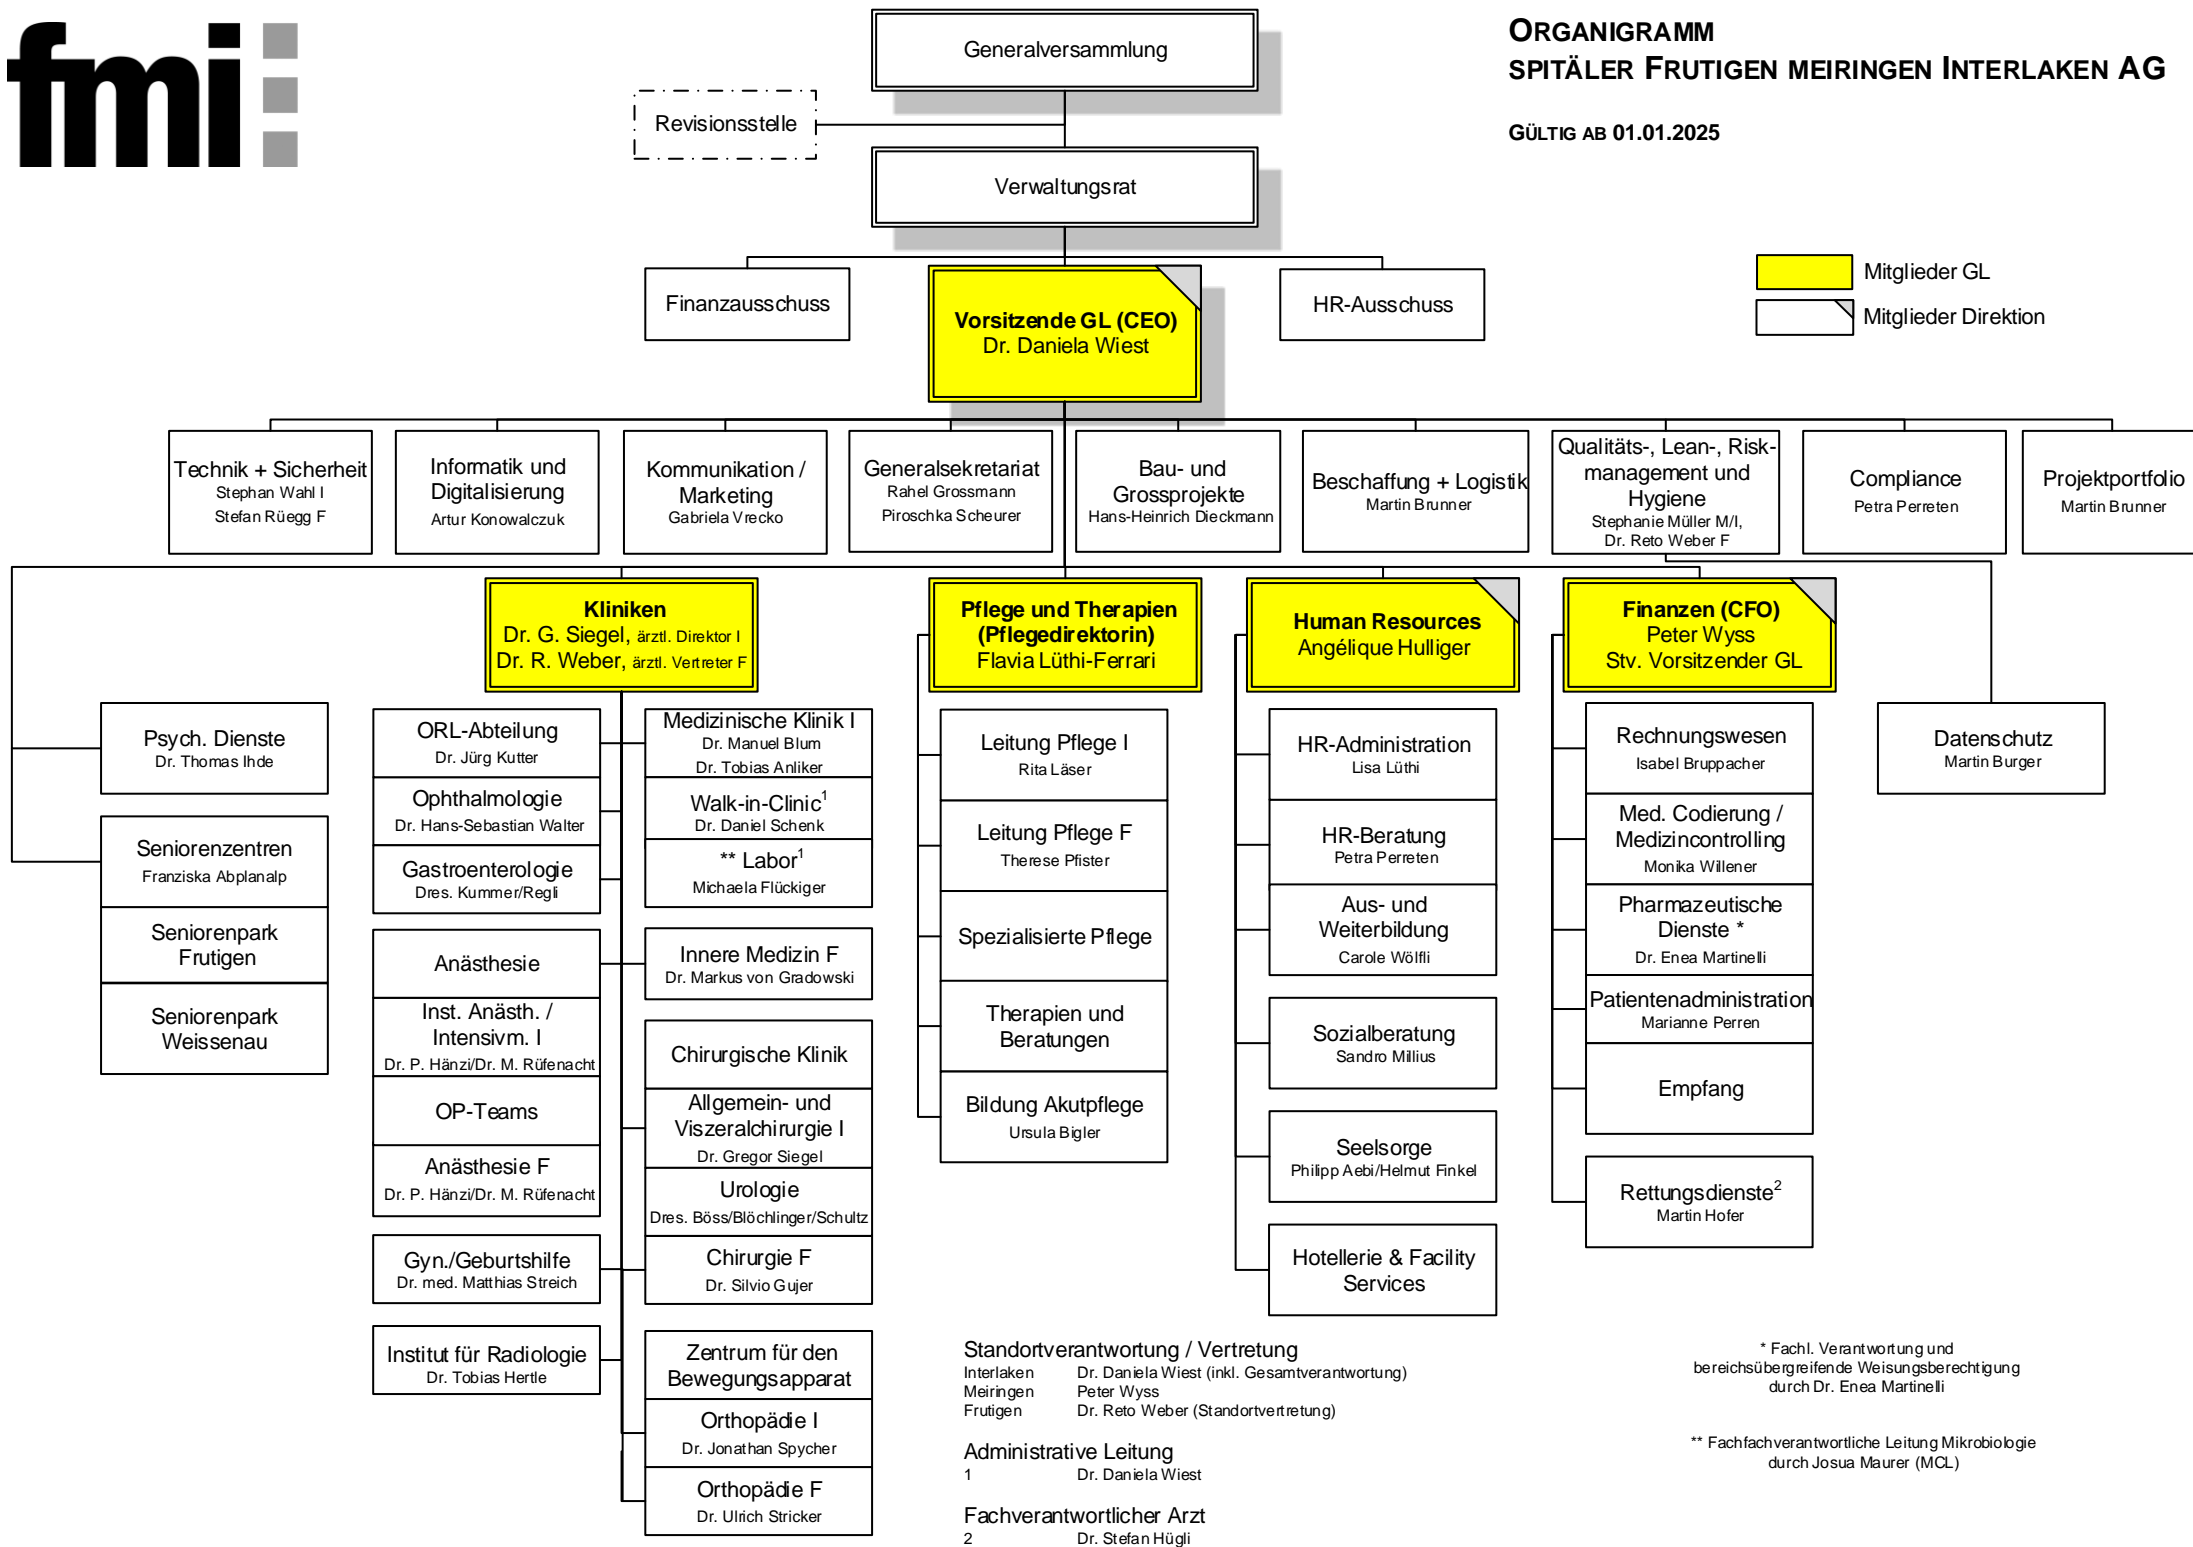 fmi
ORGANIGRAMM
SPITÄLER FRUTIGEN MEIRINGEN INTERLAKEN AG
GÜLTIG AB 01.01.2025
Generalversammlung
Revisionsstelle
Verwaltungsrat
Mitglieder GL
Mitglieder Direktion
Finanzausschuss
Vorsitzende GL (CEO)
Dr. Daniela Wiest
HR-Ausschuss
Technik + Sicherheit
Stephan Wahl I
Stefan Rüegg F
Informatik und
Digitalisierung
Artur Konowalczuk
Kommunikation /
Marketing
Gabriela Vrecko
Generalsekretariat
Rahel Grossmann
Piroschka Scheurer
Bau- und
Grossprojekte
Hans-Heinrich Dieckmann
Beschaffung + Logistik
Martin Brunner
Qualitäts-, Lean-, Risk-
management und
Hygiene
Stephanie Müller M/I,
Dr. Reto Weber F
Compliance
Petra Perreten
Projektportfolio
Martin Brunner
Kliniken
Dr. G. Siegel, ärztl. Direktor I
Dr. R. Weber, ärztl. Vertreter F
Pflege und Therapien
(Pflegedirektorin)
Flavia Lüthi-Ferrari
Human Resources
Angélique Hulliger
Finanzen (CFO)
Peter Wyss
Stv. Vorsitzender GL
Psych. Dienste
Dr. Thomas Ihde
Seniorenzentren
Franziska Abplanalp
Seniorenpark
Frutigen
Seniorenpark
Weissenau
ORL-Abteilung
Dr. Jürg Kutter
Ophthalmologie
Dr. Hans-Sebastian Walter
Gastroenterologie
Dres. Kummer/Regli
Anästhesie
Inst. Anästh. /
Intensivm. I
Dr. P. Hänzi/Dr. M. Rüfenacht
OP-Teams
Anästhesie F
Dr. P. Hänzi/Dr. M. Rüfenacht
Gyn./Geburtshilfe
Dr. med. Matthias Streich
Institut für Radiologie
Dr. Tobias Hertle
Medizinische Klinik I
Dr. Manuel Blum
Dr. Tobias Anliker
Walk-in-Clinic¹
Dr. Daniel Schenk
** Labor¹
Michaela Flückiger
Innere Medizin F
Dr. Markus von Gradowski
Chirurgische Klinik
Allgemein- und
Viszeralchirurgie I
Dr. Gregor Siegel
Urologie
Dres. Böss/Blöchlinger/Schultz
Chirurgie F
Dr. Silvio Gujer
Zentrum für den
Bewegungsapparat
Orthopädie I
Dr. Jonathan Spycher
Orthopädie F
Dr. Ulrich Stricker
Leitung Pflege I
Rita Läser
Leitung Pflege F
Therese Pfister
Spezialisierte Pflege
Therapien und
Beratungen
Bildung Akutpflege
Ursula Bigler
HR-Administration
Lisa Lüthi
HR-Beratung
Petra Perreten
Aus- und
Weiterbildung
Carole Wölfli
Sozialberatung
Sandro Millius
Seelsorge
Philipp Aebi/Helmut Finkel
Hotellerie & Facility
Services
Rechnungswesen
Isabel Bruppacher
Med. Codierung /
Medizincontrolling
Monika Willener
Pharmazeutische
Dienste *
Dr. Enea Martinelli
Patientenadministration
Marianne Perren
Empfang
Rettungsdienste²
Martin Hofer
Datenschutz
Martin Burger
Standortverantwortung / Vertretung
Interlaken Dr. Daniela Wiest (inkl. Gesamtverantwortung)
Meiringen Peter Wyss
Frutigen Dr. Reto Weber (Standortvertretung)
Administrative Leitung
1 Dr. Daniela Wiest
Fachverantwortlicher Arzt
2 Dr. Stefan Hügli
* Fachl. Verantwortung und
bereichsübergreifende Weisungsberechtigung
durch Dr. Enea Martinelli
** Fachfachverantwortliche Leitung Mikrobiologie
durch Josua Maurer (MCL)